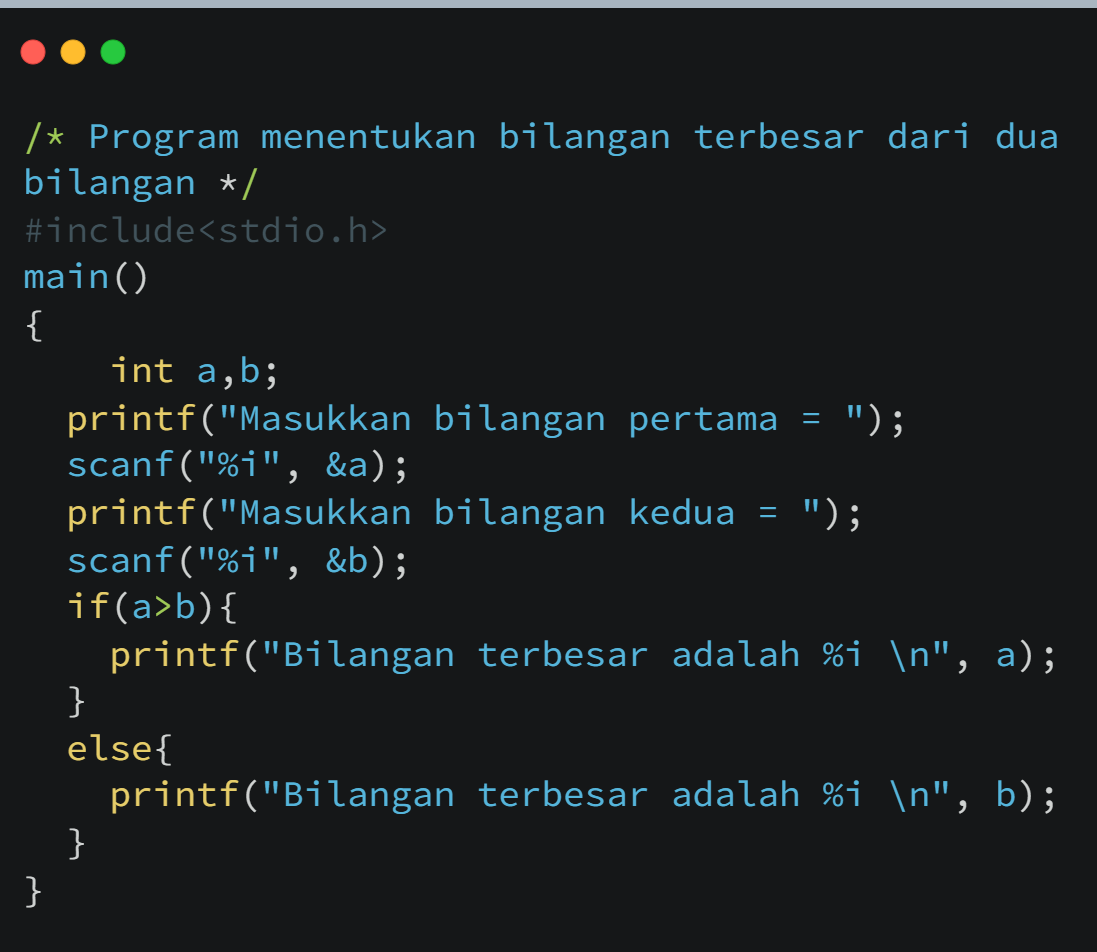 /* Program menentukan bilangan terbesar dari dua
bilangan */
#include<stdio.h>
main()
{
    int a,b;
  printf("Masukkan bilangan pertama = ");
  scanf("%i", &a);
  printf("Masukkan bilangan kedua = ");
  scanf("%i", &b);
  if(a>b){
    printf("Bilangan terbesar adalah %i \n", a);
  }
  else{
    printf("Bilangan terbesar adalah %i \n", b);
  }
}